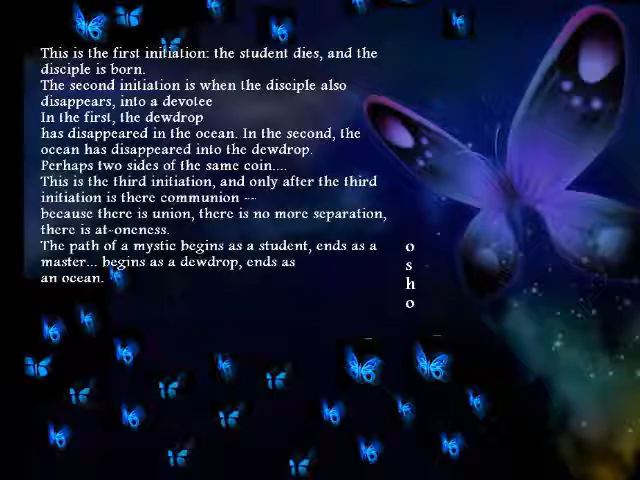 This is the first initiation: the student dies, and the
disciple is born.
The second initiation is when the disciple also
disappears, into a devotee
In the first, the dewdrop
has disappeared in the ocean. In the second, the
ocean has disappeared into the dewdrop.
Perhaps two sides of the same coin....
This is the third initiation, and only after the third
initiation is there communion --
because there is union, there is no more separation,
there is at-oneness.
The path of a mystic begins as a student, ends as a
master... begins as a dewdrop, ends as
an ocean.
o
s
h
o